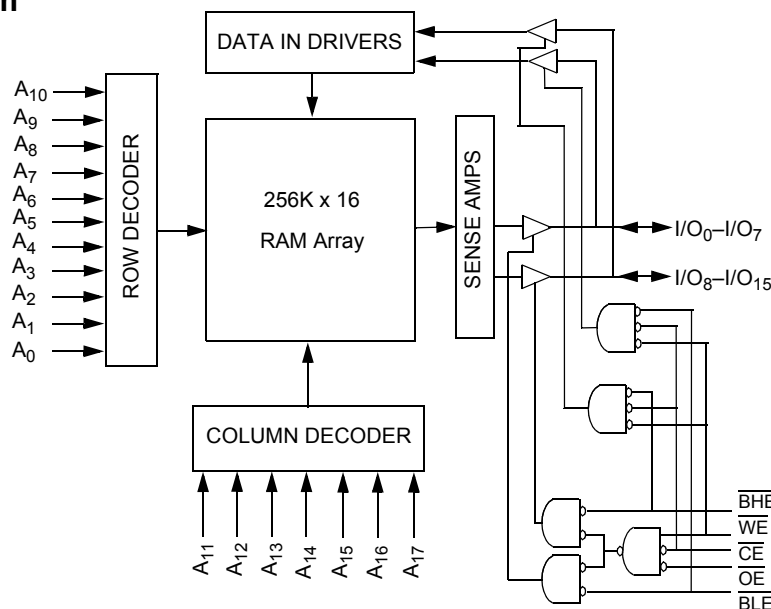 n
DATA IN DRIVERS
A10
A9
A8
A7
A6
A5
A4
A3
A2
A1
A0
ROW DECODER
256K x 16
RAM Array
SENSE AMPS
I/O0–I/O7
I/O8–I/O15
COLUMN DECODER
A11
A12
A13
A14
A15
A16
A17
BHE
WE
CE
OE
BLE